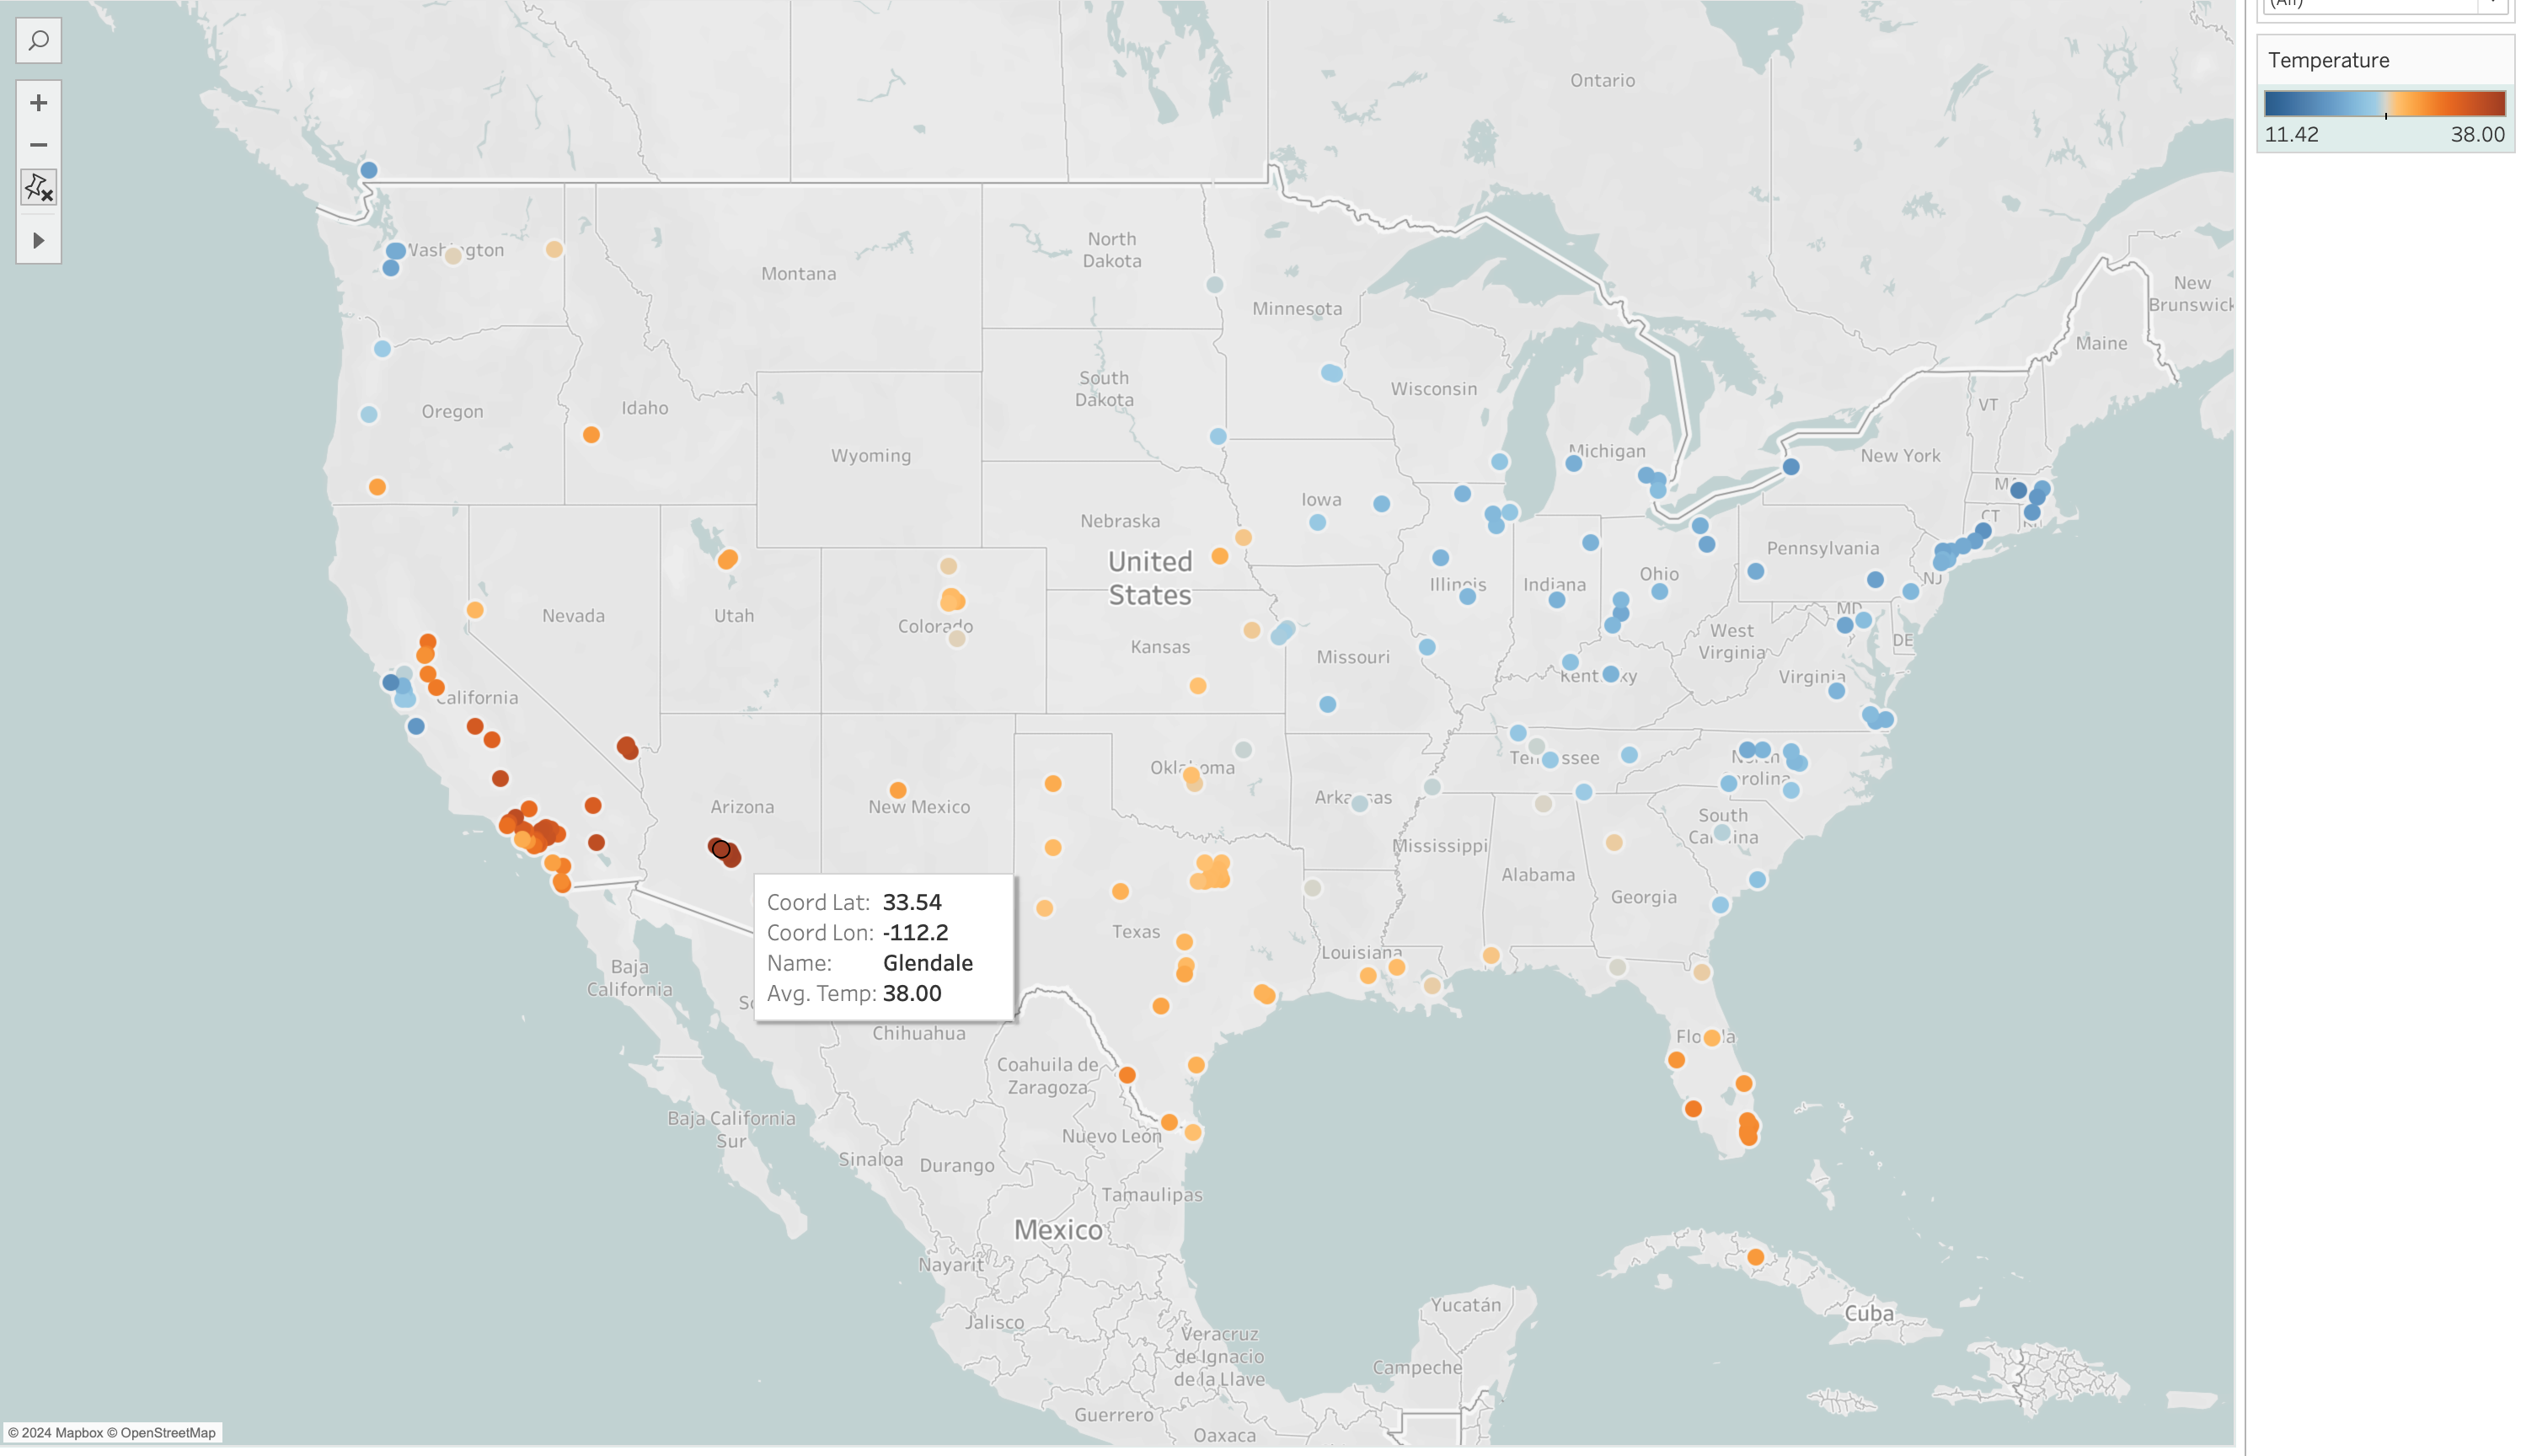 (All)
Temperature
11.42 38.00
Ontario
Washington
Montana
North
Dakota
Minnesota
New
Brunswick
Maine
VT
South
Dakota
Wisconsin
Oregon
Idaho
Wyoming
Michigan
New York
MA
Iowa
Nebraska
CT
RI
Pennsylvania
United
States
Illinois
Indiana
Ohio
NJ
Nevada
Utah
Colorado
MD
Kansas
Missouri
West
Virginia
DE
California
Kentucky
Virginia
Oklahoma
Tennessee
North
Carolina
Arizona
New Mexico
Arkansas
South
Carolina
Mississippi
Alabama
Georgia
Texas
Louisiana
Coord Lat: 33.54
Coord Lon: -112.2
Name: Glendale
Avg. Temp: 38.00
Baja
California
So
Chihuahua
Florida
Coahuila de
Zaragoza
Baja California
Sur
Nuevo León
Sinaloa
Durango
Tamaulipas
Mexico
Nayarit
Yucatán
Cuba
Jalisco
Veracruz
de Ignacio
de la Llave
Campeche
Guerrero
Oaxaca
© 2024 Mapbox © OpenStreetMap